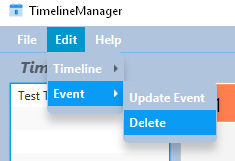 TimelineManager
File Edit Help
Timeline
Test
Event
Update Event
Delete